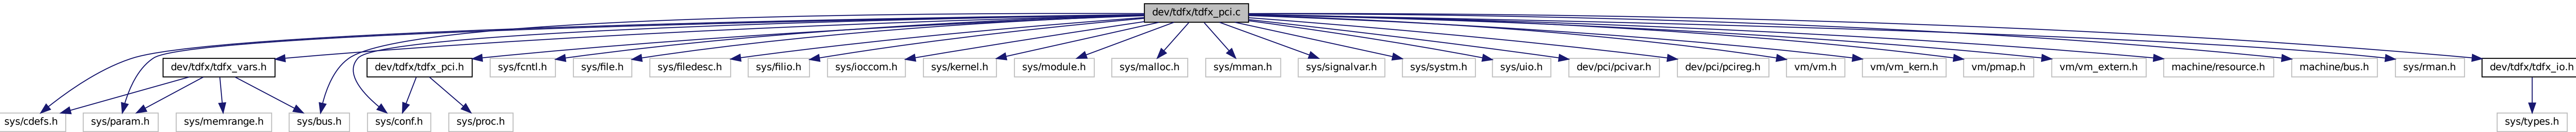 dev/tdfx/tdfx_pci.c
dev/tdfx/tdfx_vars.h
dev/tdfx/tdfx_pci.h
sys/fcntl.h
sys/file.h
sys/filedesc.h
sys/filio.h
sys/ioccom.h
sys/kernel.h
sys/module.h
sys/malloc.h
sys/mman.h
sys/signalvar.h
sys/systm.h
sys/uio.h
dev/pci/pcivar.h
dev/pci/pcireg.h
vm/vm.h
vm/vm_kern.h
vm/pmap.h
vm/vm_extern.h
machine/resource.h
machine/bus.h
sys/rman.h
dev/tdfx/tdfx_io.h
sys/cdefs.h
sys/param.h
sys/memrange.h
sys/bus.h
sys/conf.h
sys/proc.h
sys/types.h